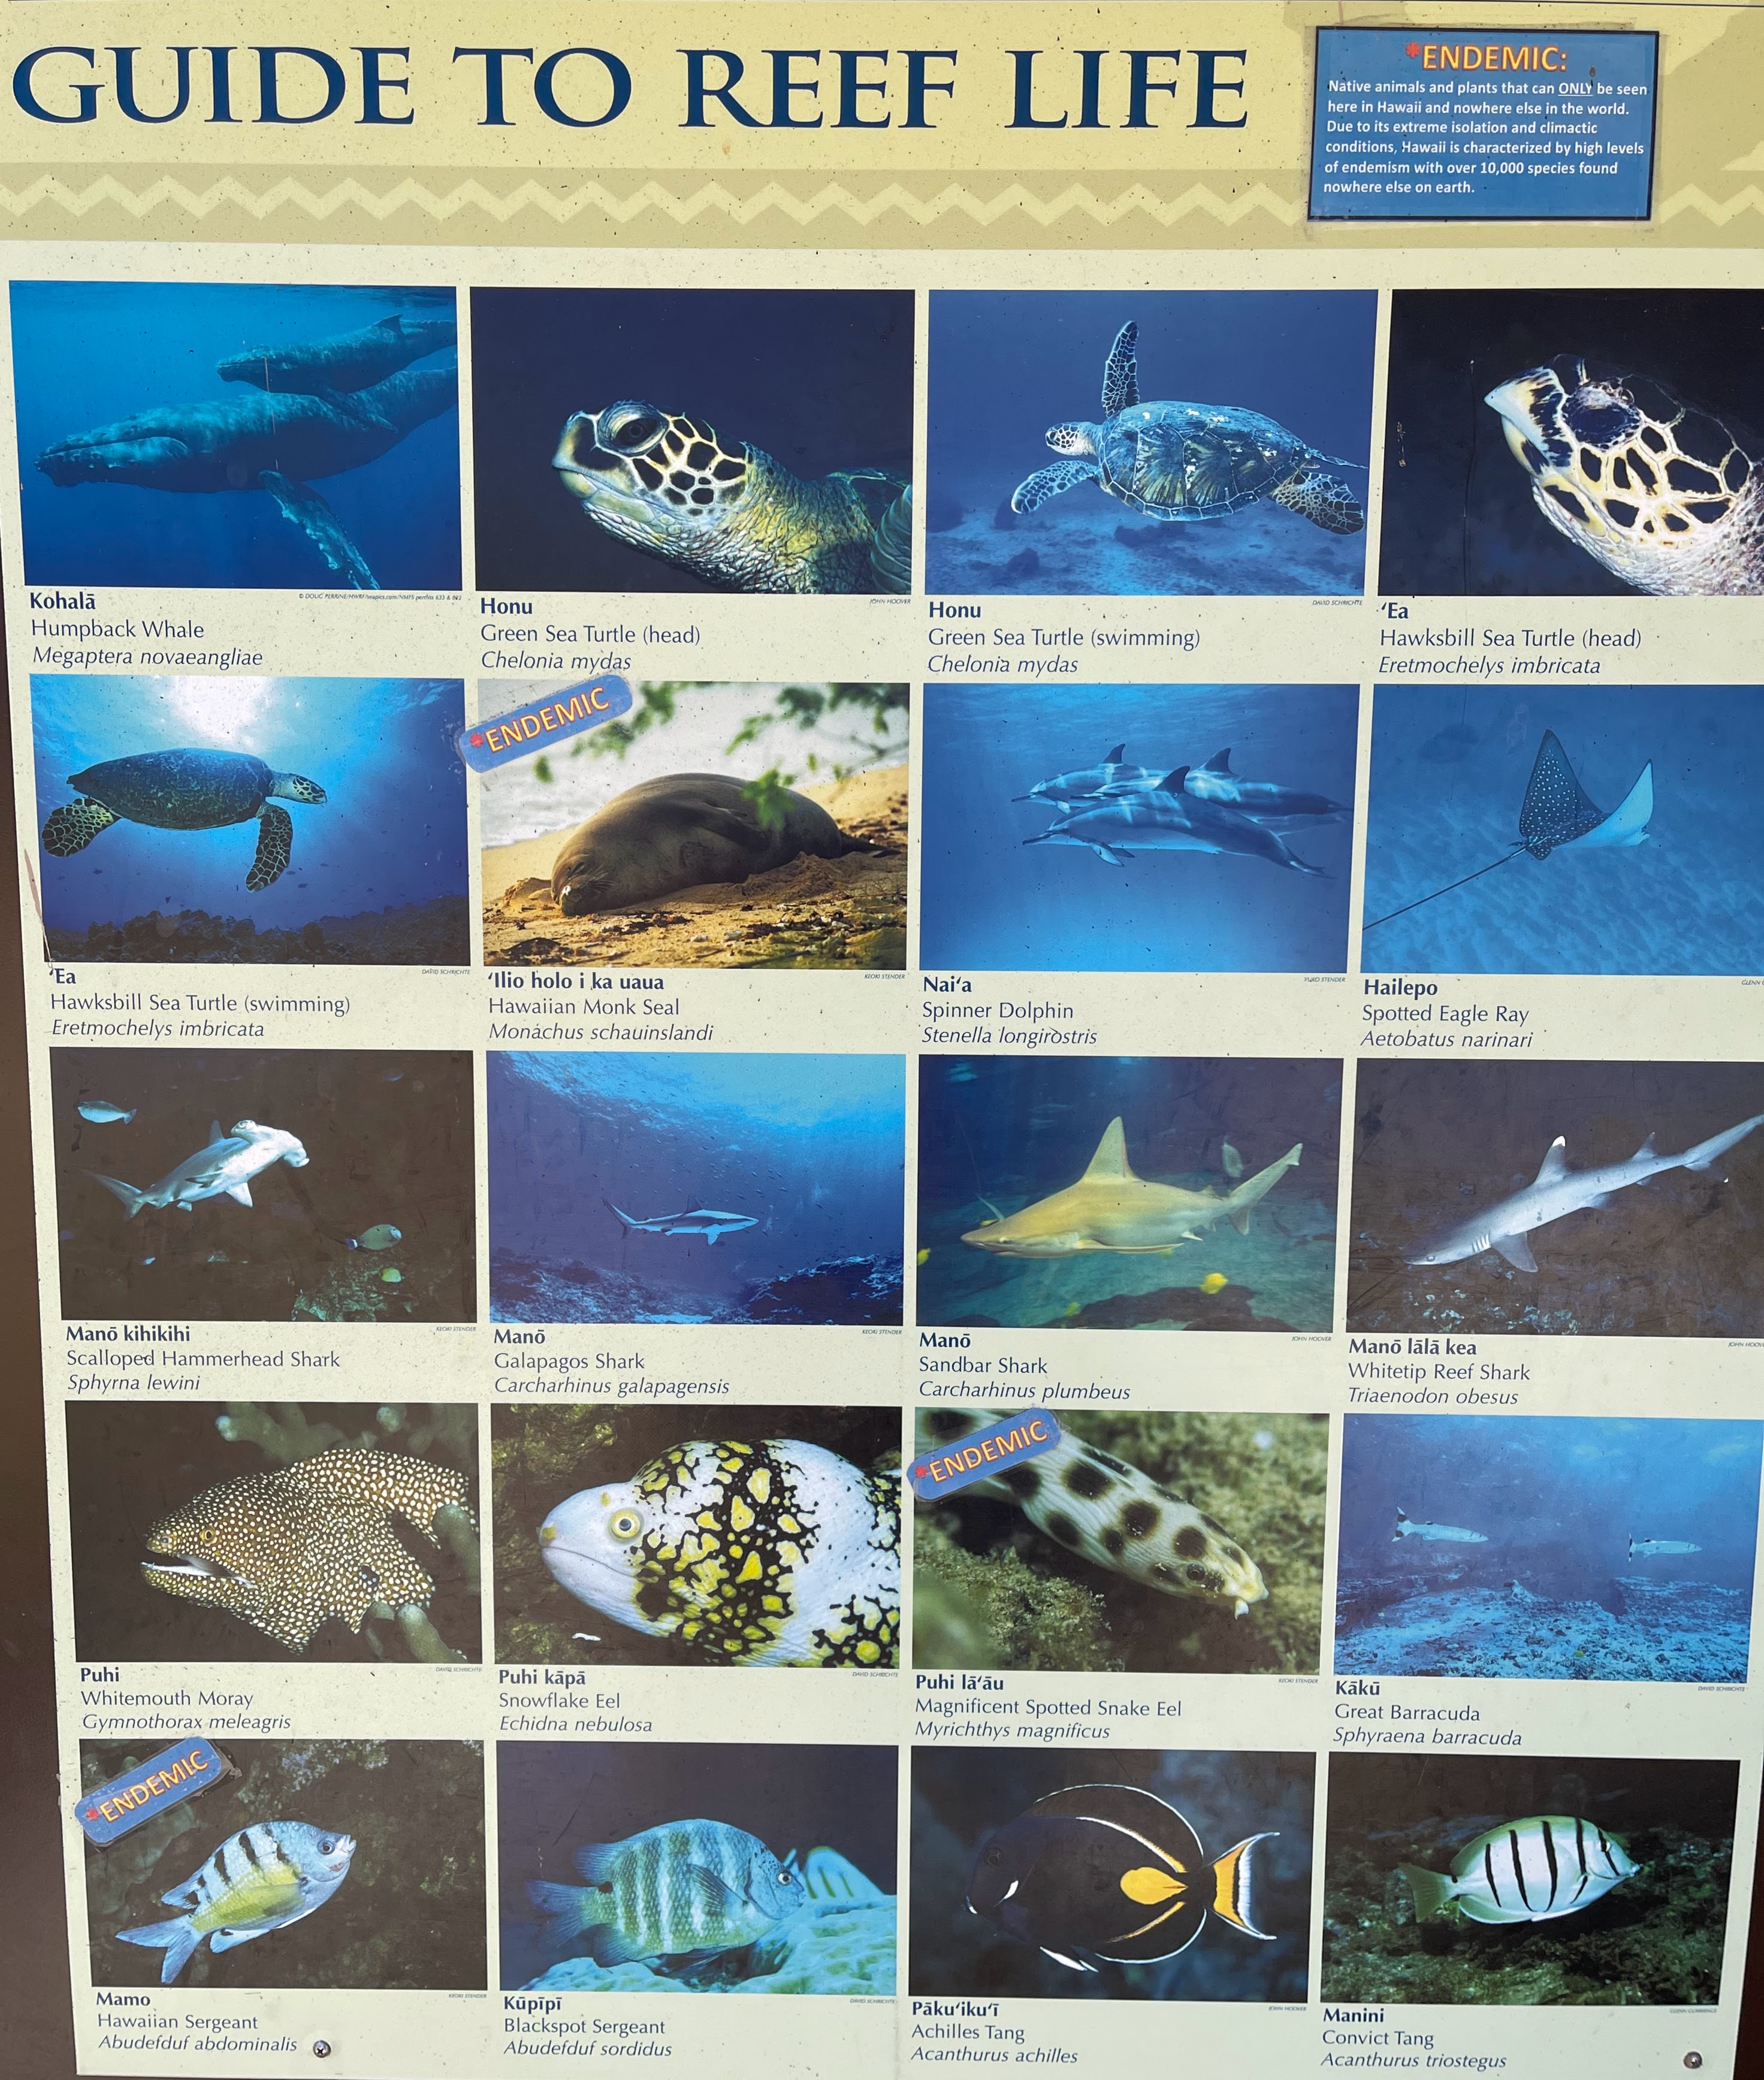 GUIDE TO REEF LIFE
*ENDEMIC:
Native animals and plants that can ONLY be seen
here in Hawaii and nowhere else in the world.
Due to its extreme isolation and climactic
conditions, Hawaii is characterized by high levels
of endemism with over 10,000 species found
nowhere else on earth.
Kohalā
Humpback Whale
Megaptera novaeangliae
JOHN HOOVER
Honu
Green Sea Turtle (head)
Chelonia mydas
DAVID SCHRICHTE
Honu
Green Sea Turtle (swimming)
Chelonia mydas
ʻEa
Hawksbill Sea Turtle (head)
Eretmochelys imbricata
DAVID SCHRICHTE
ʻEa
Hawksbill Sea Turtle (swimming)
Eretmochelys imbricata
*ENDEMIC
KEOKI STENDER
ʻIlio holo i ka uaua
Hawaiian Monk Seal
Monachus schauinslandi
YUKO STENDER
Naiʻa
Spinner Dolphin
Stenella longirostris
GLENN
Hailepo
Spotted Eagle Ray
Aetobatus narinari
KEOKI STENDER
Manō kihikihi
Scalloped Hammerhead Shark
Sphyrna lewini
KEOKI STENDER
Manō
Galapagos Shark
Carcharhinus galapagensis
JOHN HOOVER
Manō
Sandbar Shark
Carcharhinus plumbeus
JOHN
Manō lālā kea
Whitetip Reef Shark
Triaenodon obesus
DAVID SCHRICHTE
Puhi
Whitemouth Moray
Gymnothorax meleagris
DAVID SCHRICHTE
Puhi kāpā
Snowflake Eel
Echidna nebulosa
*ENDEMIC
KEOKI STENDER
Puhi lāʻāu
Magnificent Spotted Snake Eel
Myrichthys magnificus
DAVID SCHRICHTE
Kākū
Great Barracuda
Sphyraena barracuda
*ENDEMIC
KEOKI STENDER
Mamo
Hawaiian Sergeant
Abudefduf abdominalis
DAVID SCHRICHTE
Kūpīpī
Blackspot Sergeant
Abudefduf sordidus
JOHN HOOVER
Pākuʻikuʻī
Achilles Tang
Acanthurus achilles
GLENN CUMMINGS
Manini
Convict Tang
Acanthurus triostegus